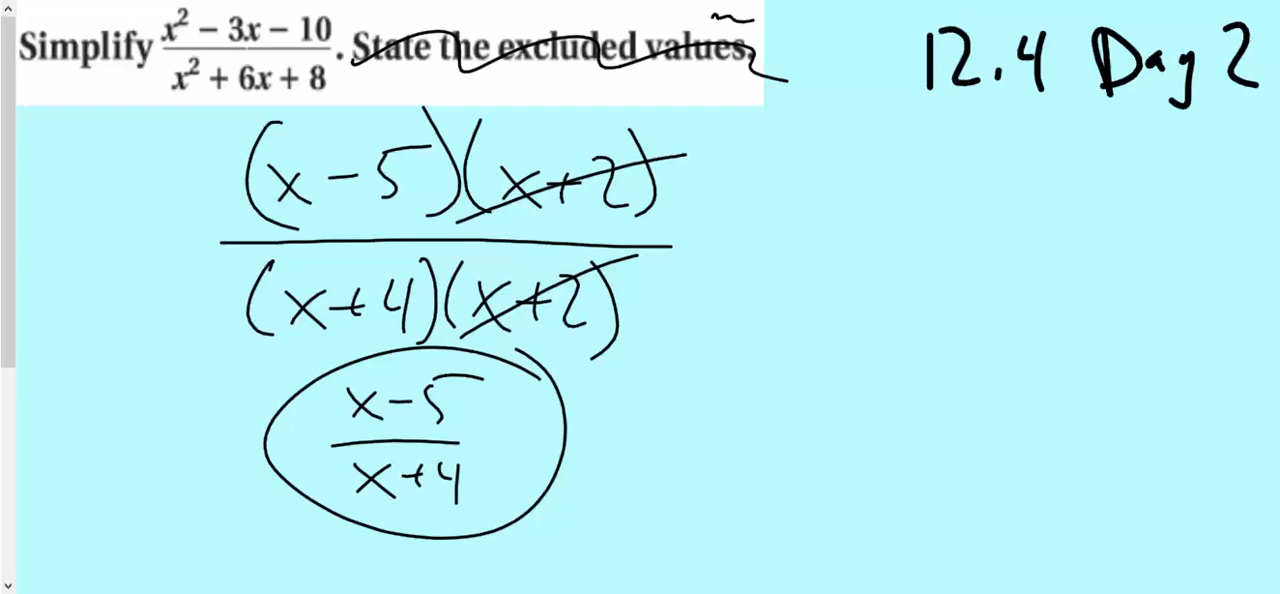 Simplify x² − 3x − 10 / x² + 6x + 8 . State the excluded values.
12.4 Day 2
(x − 5)(x + 2)
(x + 4)(x + 2)
x − 5
x + 4